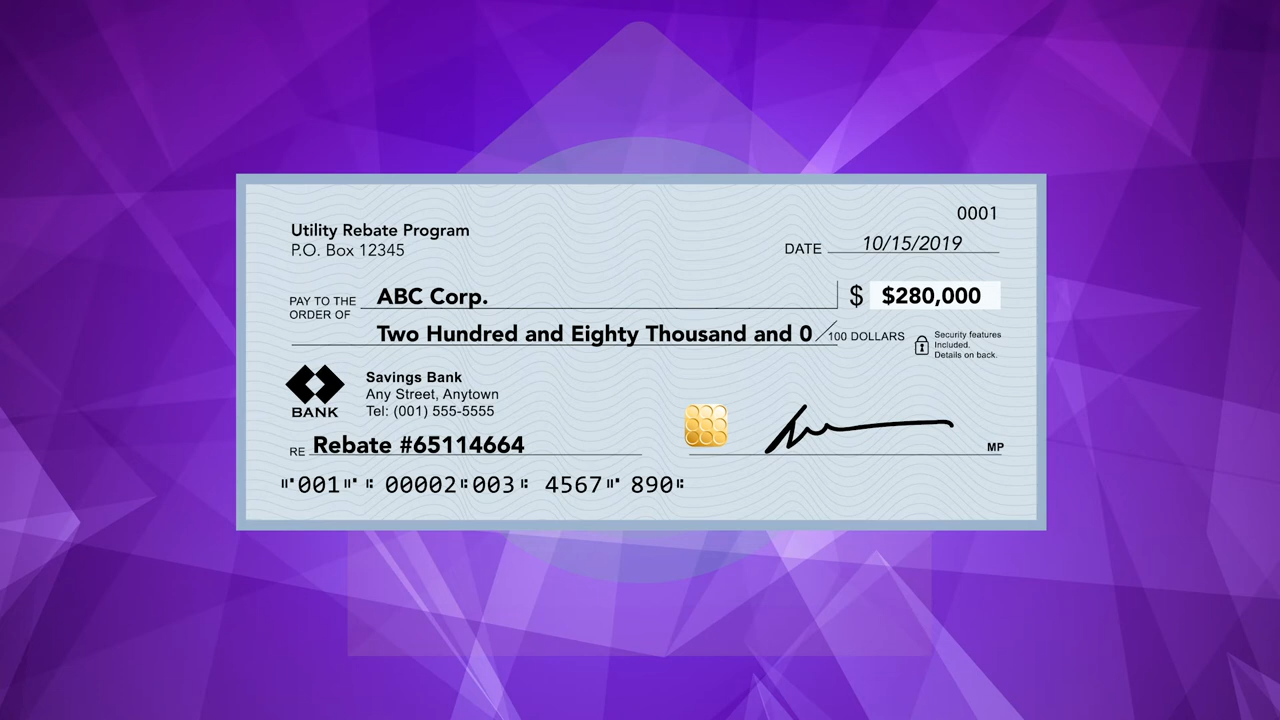 0001
Utility Rebate Program
P.O. Box 12345
DATE 10/15/2019
PAY TO THE
ORDER OF
ABC Corp.
$ $280,000
Two Hundred and Eighty Thousand and 0/100 DOLLARS
Security features
Included.
Details on back.
BANK
Savings Bank
Any Street, Anytown
Tel: (001) 555-5555
RE Rebate #65114664
MP
⑈001⑈ ⑆ 00002⑆003⑆ 4567⑈ 890⑆